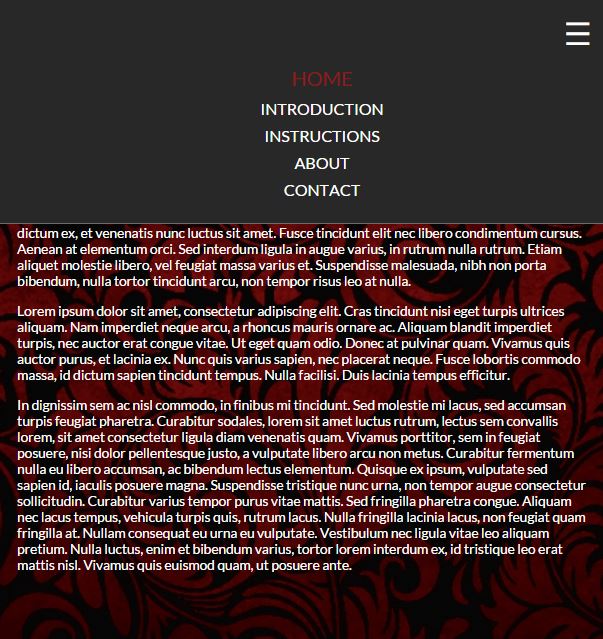 HOME
INTRODUCTION
INSTRUCTIONS
ABOUT
CONTACT
dictum ex, et venenatis nunc luctus sit amet. Fusce tincidunt elit nec libero condimentum cursus.
Aenean at elementum orci. Sed interdum ligula in augue varius, in rutrum nulla rutrum. Etiam
aliquet molestie libero, vel feugiat massa varius et. Suspendisse malesuada, nibh non porta
bibendum, nulla tortor tincidunt arcu, non tempor risus leo at nulla.
Lorem ipsum dolor sit amet, consectetur adipiscing elit. Cras tincidunt nisi eget turpis ultrices
aliquam. Nam imperdiet neque arcu, a rhoncus mauris ornare ac. Aliquam blandit imperdiet
turpis, nec auctor erat congue vitae. Ut eget quam odio. Donec at pulvinar quam. Vivamus quis
auctor purus, et lacinia ex. Nunc quis varius sapien, nec placerat neque. Fusce lobortis commodo
massa, id dictum sapien tincidunt tempus. Nulla facilisi. Duis lacinia tempus efficitur.
In dignissim sem ac nisl commodo, in finibus mi tincidunt. Sed molestie mi lacus, sed accumsan
turpis feugiat pharetra. Curabitur sodales, lorem sit amet luctus rutrum, lectus sem convallis
lorem, sit amet consectetur ligula diam venenatis quam. Vivamus porttitor, sem in feugiat
posuere, nisi dolor pellentesque justo, a vulputate libero arcu non metus. Curabitur fermentum
nulla eu libero accumsan, ac bibendum lectus elementum. Quisque ex ipsum, vulputate sed
sapien id, iaculis posuere magna. Suspendisse tristique nunc urna, non tempor augue consectetur
sollicitudin. Curabitur varius tempor purus vitae mattis. Sed fringilla pharetra congue. Aliquam
nec lacus tempus, vehicula turpis quis, rutrum lacus. Nulla fringilla lacinia lacus, non feugiat quam
fringilla at. Nullam consequat eu urna eu vulputate. Vestibulum nec ligula vitae leo aliquam
pretium. Nulla luctus, enim et bibendum varius, tortor lorem interdum ex, id tristique leo erat
mattis nisl. Vivamus quis euismod quam, ut posuere ante.